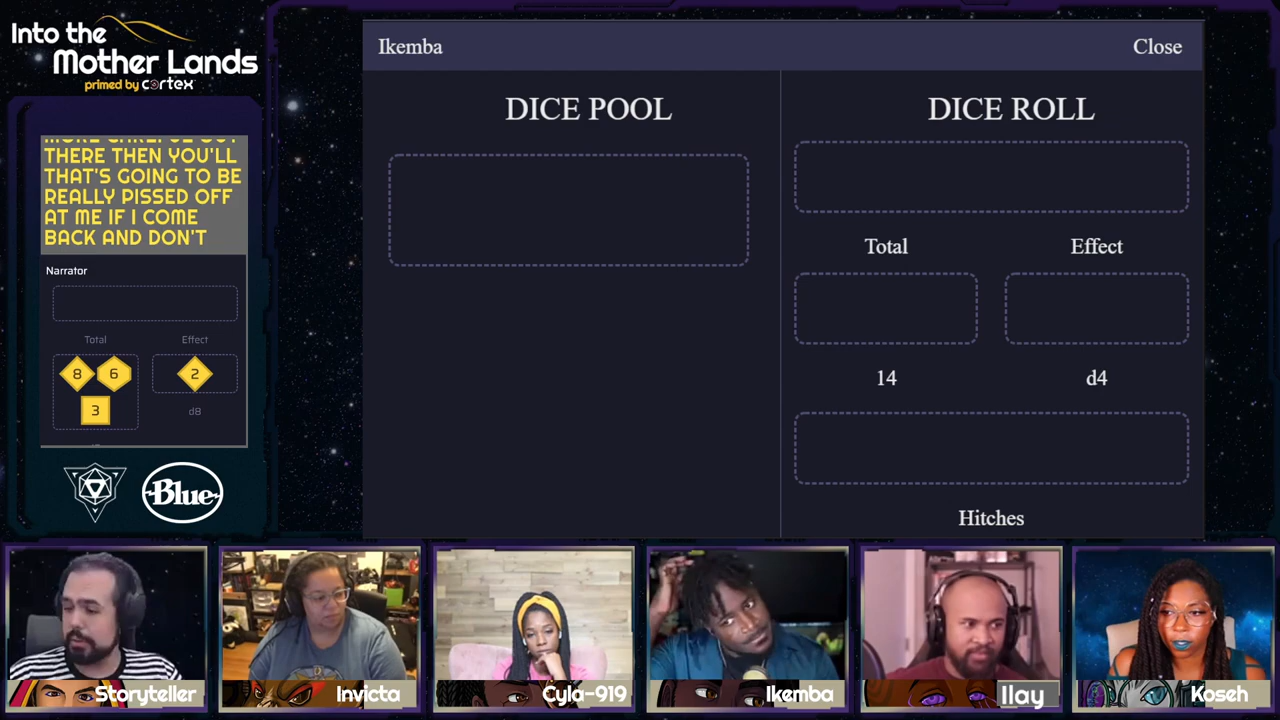 Into the
Mother Lands
primed by cortex
THERE THEN YOU'LL
THAT'S GOING TO BE
REALLY PISSED OFF
AT ME IF I COME
BACK AND DON'T
Narrator
Total
Effect
8 6
2
3
d8
Blue
Ikemba
Close
DICE POOL
DICE ROLL
Total
Effect
14
d4
Hitches
Storyteller
Invicta
Cyla-919
Ikemba
Ilay
Koseh